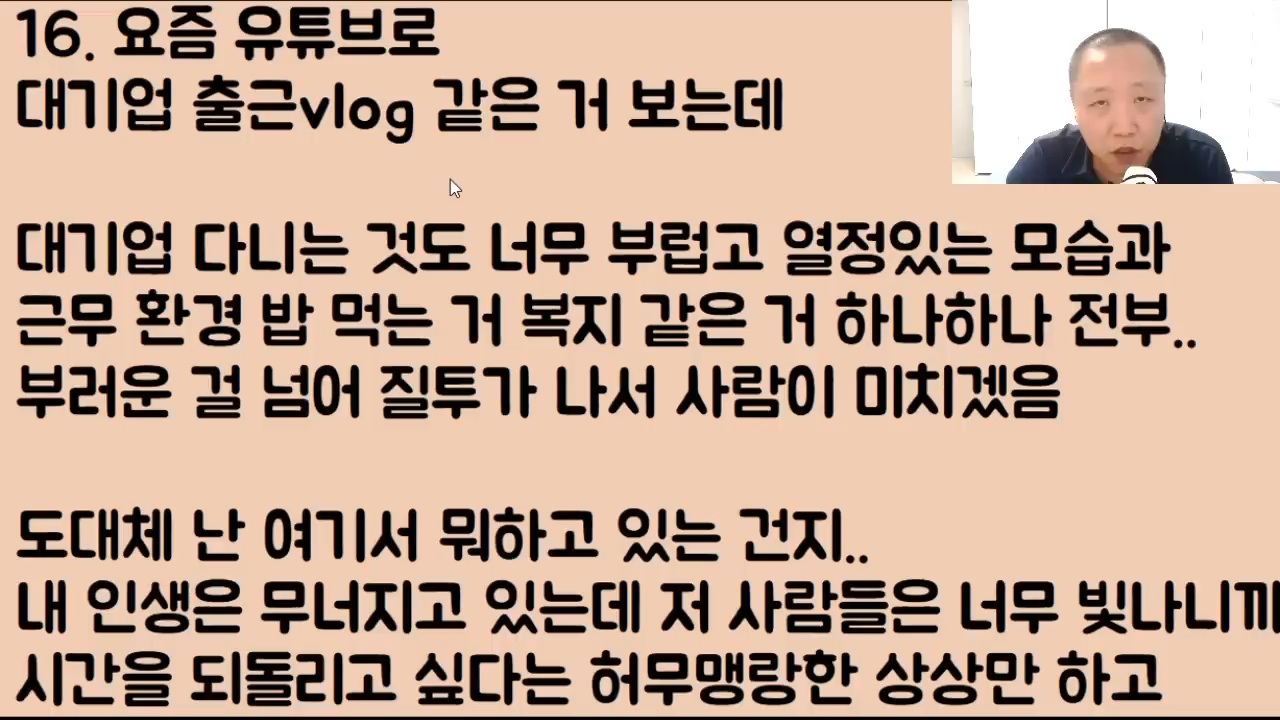 16. 요즘 유튜브로
대기업 출근vlog 같은 거 보는데
대기업 다니는 것도 너무 부럽고 열정있는 모습과
근무 환경 밥 먹는 거 복지 같은 거 하나하나 전부..
부러운 걸 넘어 질투가 나서 사람이 미치겠음
도대체 난 여기서 뭐하고 있는 건지..
내 인생은 무너지고 있는데 저 사람들은 너무 빛나니까
시간을 되돌리고 싶다는 허무맹랑한 상상만 하고